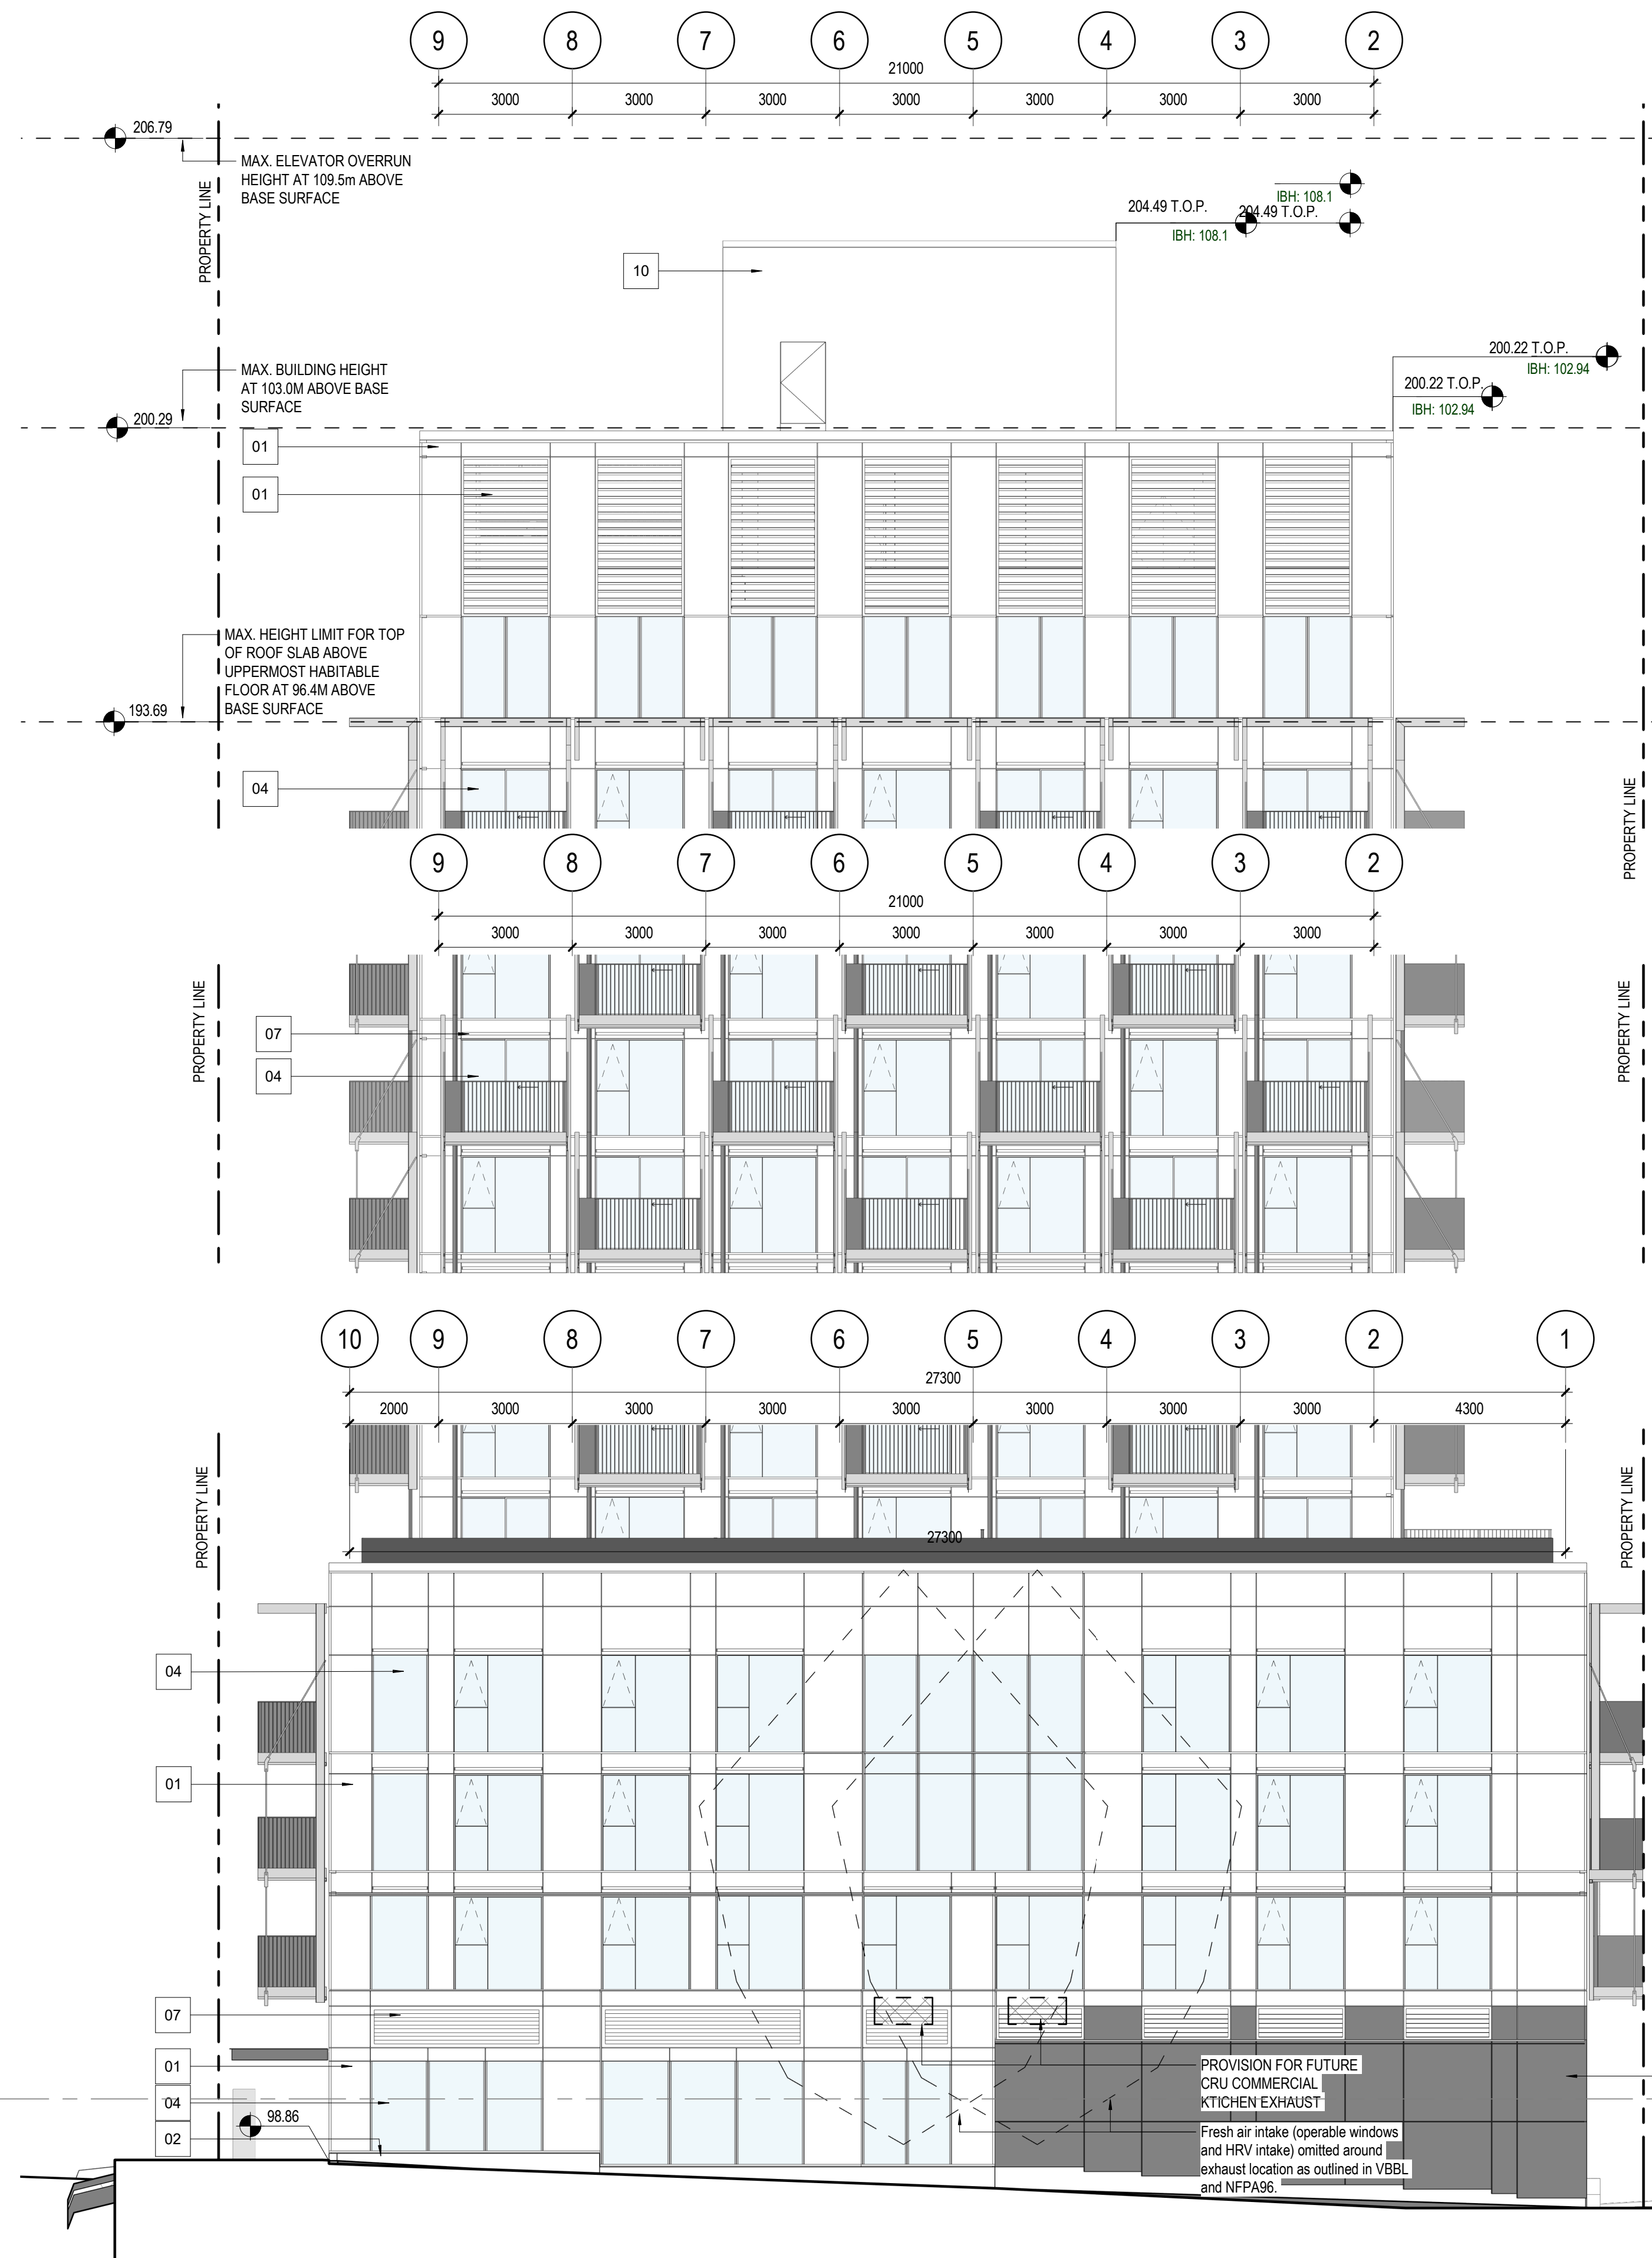 9 8 7 6 5 4 3 2
21000
3000 3000 3000 3000 3000 3000 3000
206.79
MAX. ELEVATOR OVERRUN
HEIGHT AT 109.5m ABOVE
BASE SURFACE
PROPERTY LINE
IBH: 108.1
204.49 T.O.P.
204.49 T.O.P.
IBH: 108.1
10
200.22 T.O.P.
IBH: 102.94
200.22 T.O.P.
IBH: 102.94
MAX. BUILDING HEIGHT
AT 103.0M ABOVE BASE
SURFACE
200.29
01
01
MAX. HEIGHT LIMIT FOR TOP
OF ROOF SLAB ABOVE
UPPERMOST HABITABLE
FLOOR AT 96.4M ABOVE
BASE SURFACE
193.69
04
PROPERTY LINE
9 8 7 6 5 4 3 2
21000
3000 3000 3000 3000 3000 3000 3000
PROPERTY LINE
PROPERTY LINE
07
04
10 9 8 7 6 5 4 3 2 1
27300
2000 3000 3000 3000 3000 3000 3000 3000 4300
PROPERTY LINE
PROPERTY LINE
27300
04
01
07
01
04
98.86
02
PROVISION FOR FUTURE
CRU COMMERCIAL
KTICHEN EXHAUST
Fresh air intake (operable windows
and HRV intake) omitted around
exhaust location as outlined in VBBL
and NFPA96.